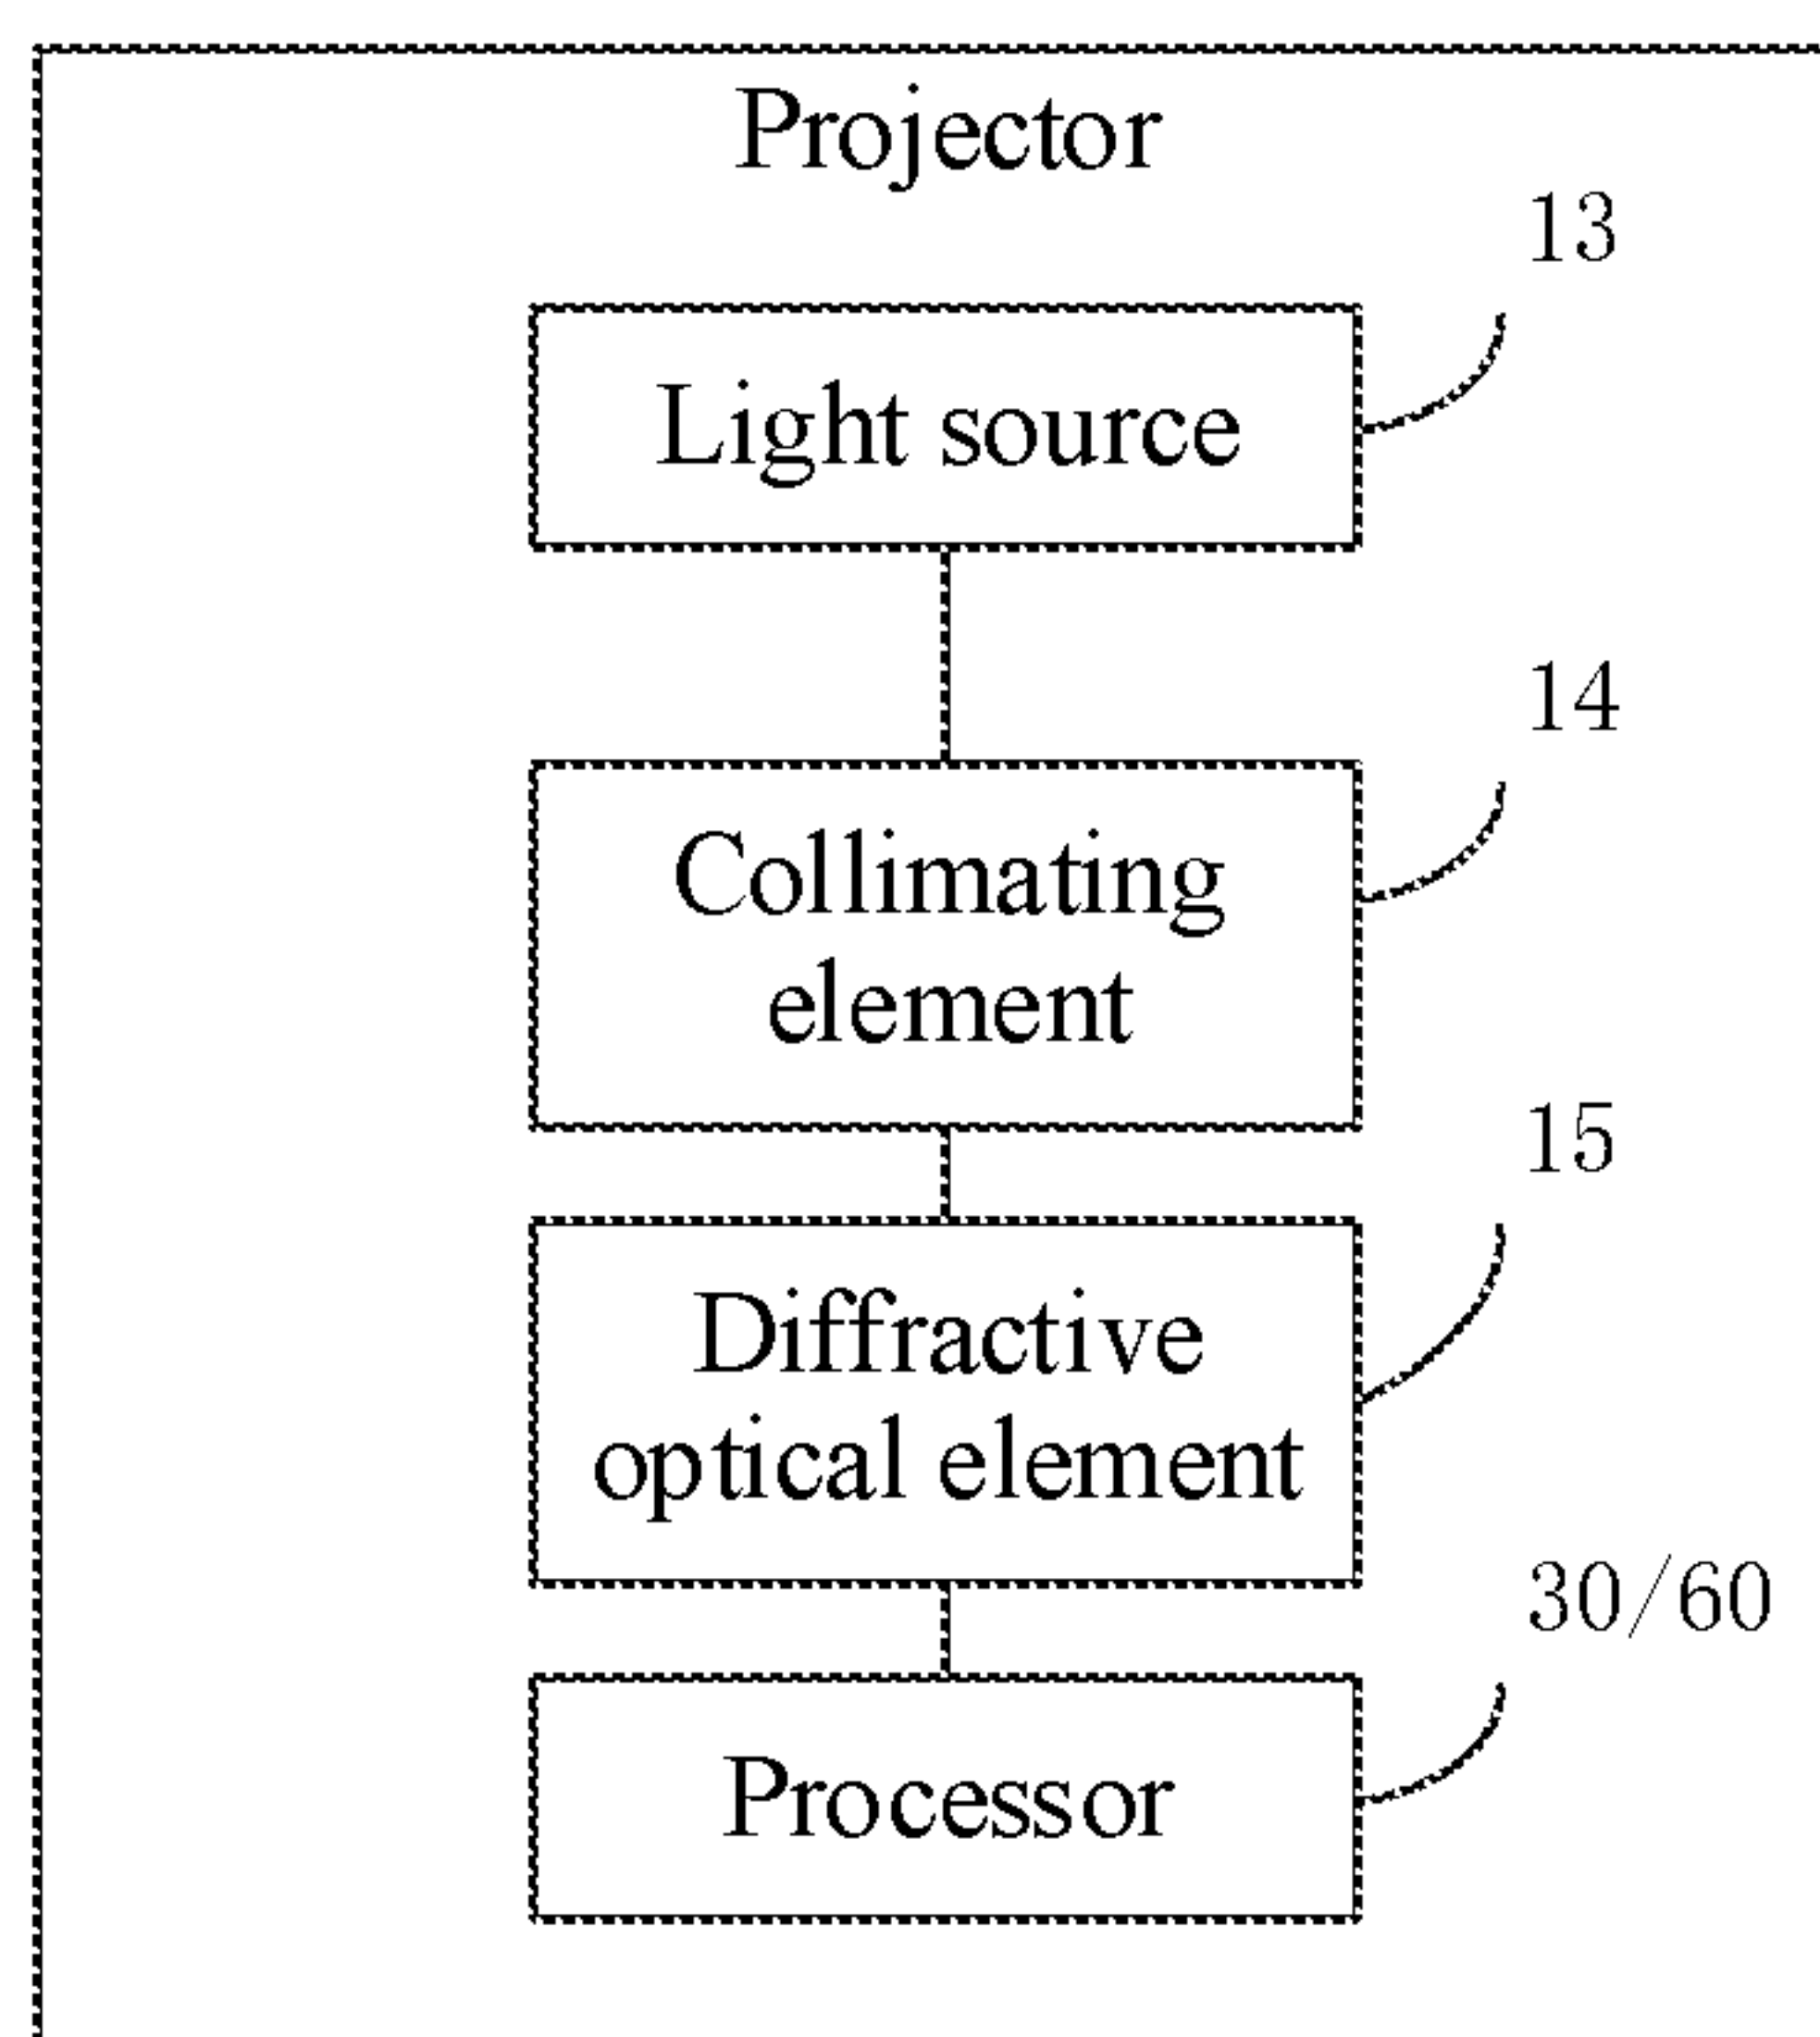 Projector
13
Light source
14
Collimating
element
15
Diffractive
optical element
30/60
Processor